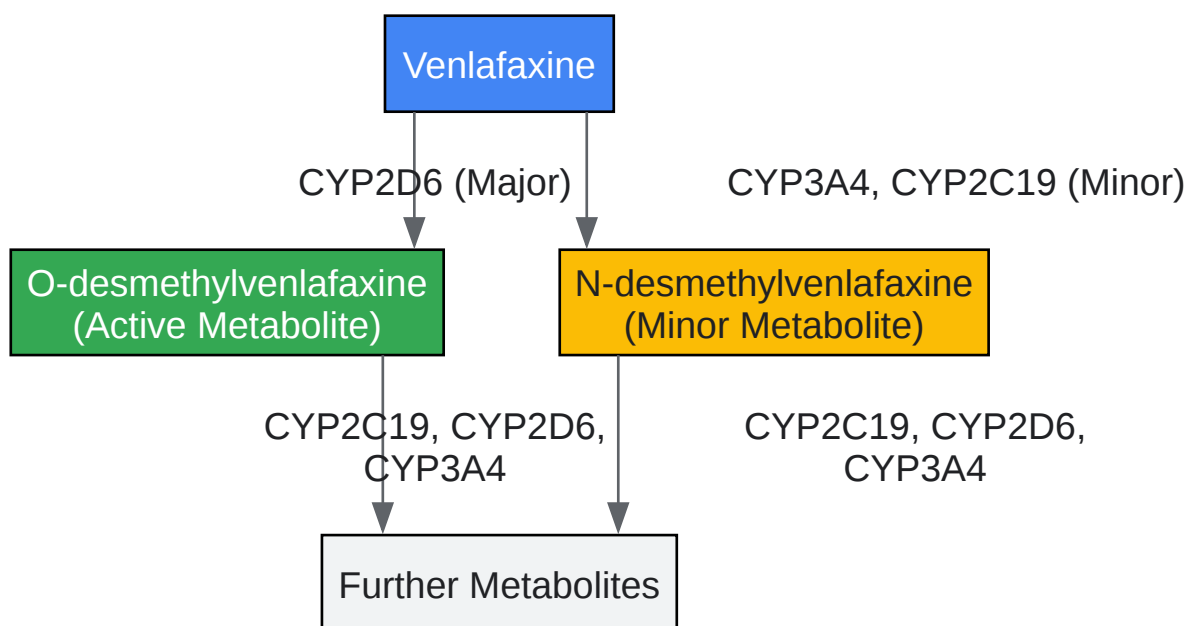 Venlafaxine
CYP2D6 (Major)
CYP3A4, CYP2C19 (Minor)
O-desmethylvenlafaxine
(Active Metabolite)
N-desmethylvenlafaxine
(Minor Metabolite)
CYP2C19, CYP2D6,
CYP3A4
CYP2C19, CYP2D6,
CYP3A4
Further Metabolites